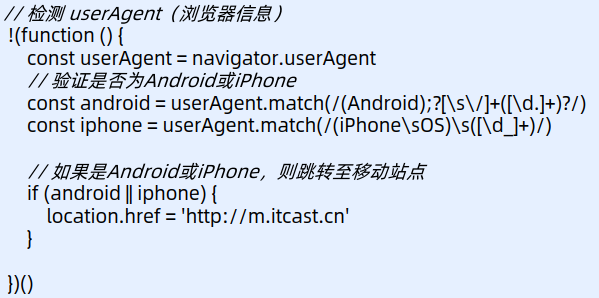 // 检测 userAgent（浏览器信息）
!(function () {
const userAgent = navigator.userAgent
// 验证是否为Android或iPhone
const android = userAgent.match(/(Android);?[\s\/]+([\d.]+)?/)
const iphone = userAgent.match(/(iPhone\sOS)\s([\d_]+)/)
// 如果是Android或iPhone，则跳转至移动站点
if (android || iphone) {
location.href = 'http://m.itcast.cn'
}
})()